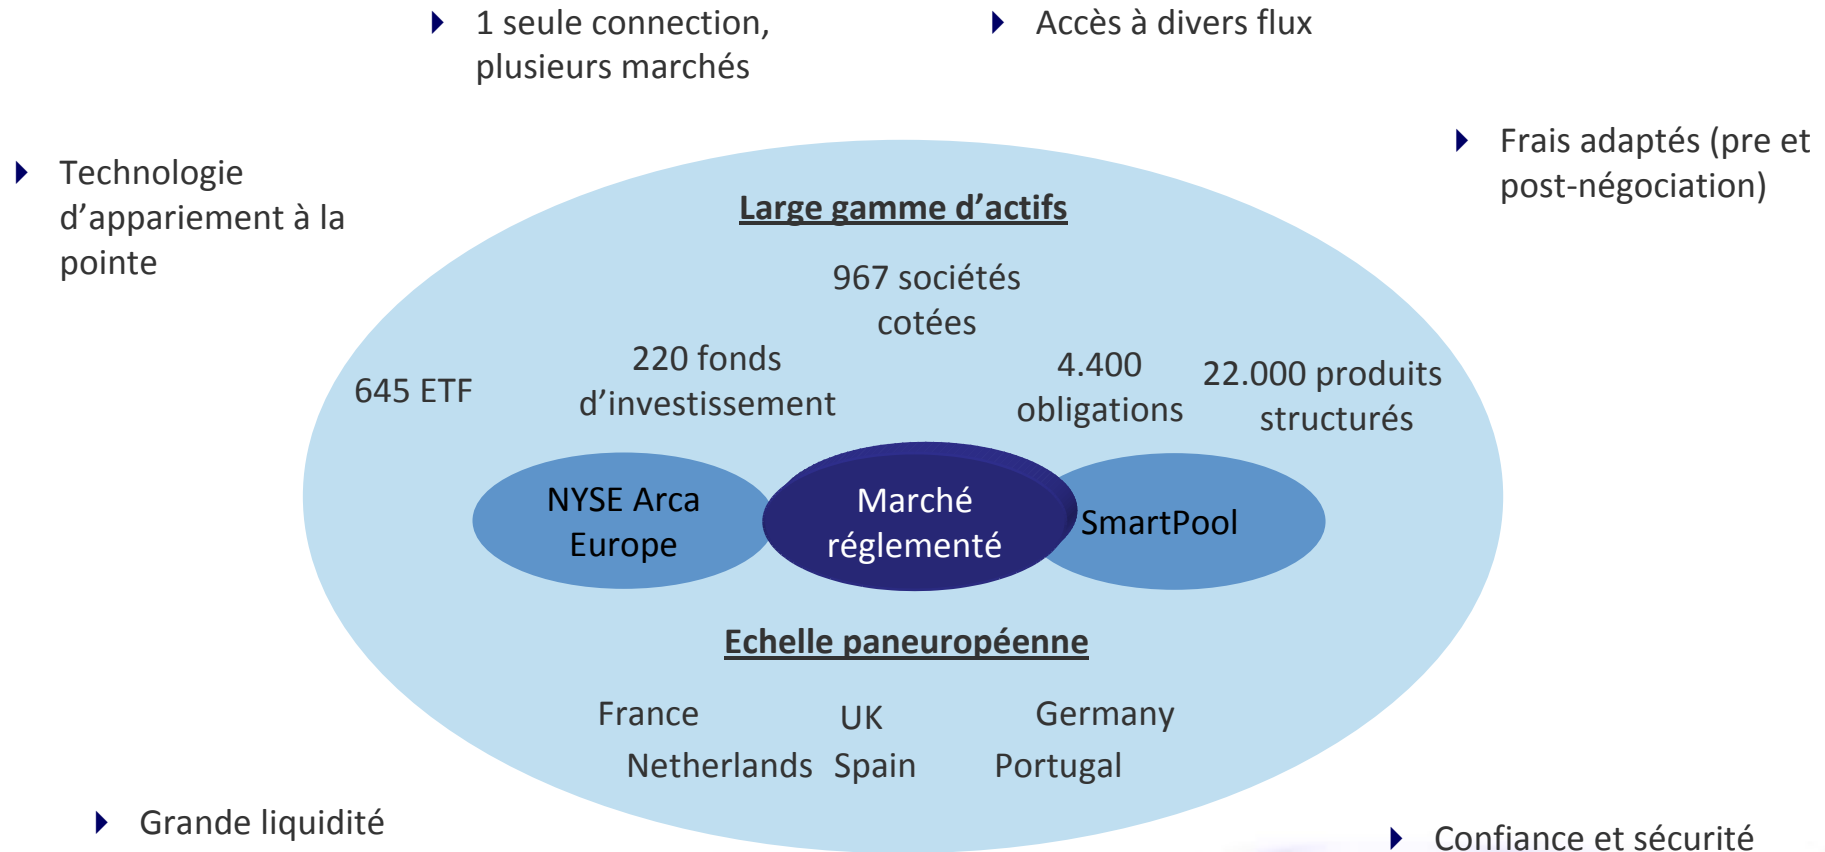 1 seule connection,
plusieurs marchés
Accès à divers flux
Technologie
d’appariement à la
pointe
Frais adaptés (pre et
post-négociation)
Large gamme d’actifs
967 sociétés
cotées
645 ETF
220 fonds
d’investissement
4.400
obligations
22.000 produits
structurés
NYSE Arca
Europe
Marché
réglementé
SmartPool
Echelle paneuropéenne
France
UK
Germany
Netherlands
Spain
Portugal
Grande liquidité
Confiance et sécurité